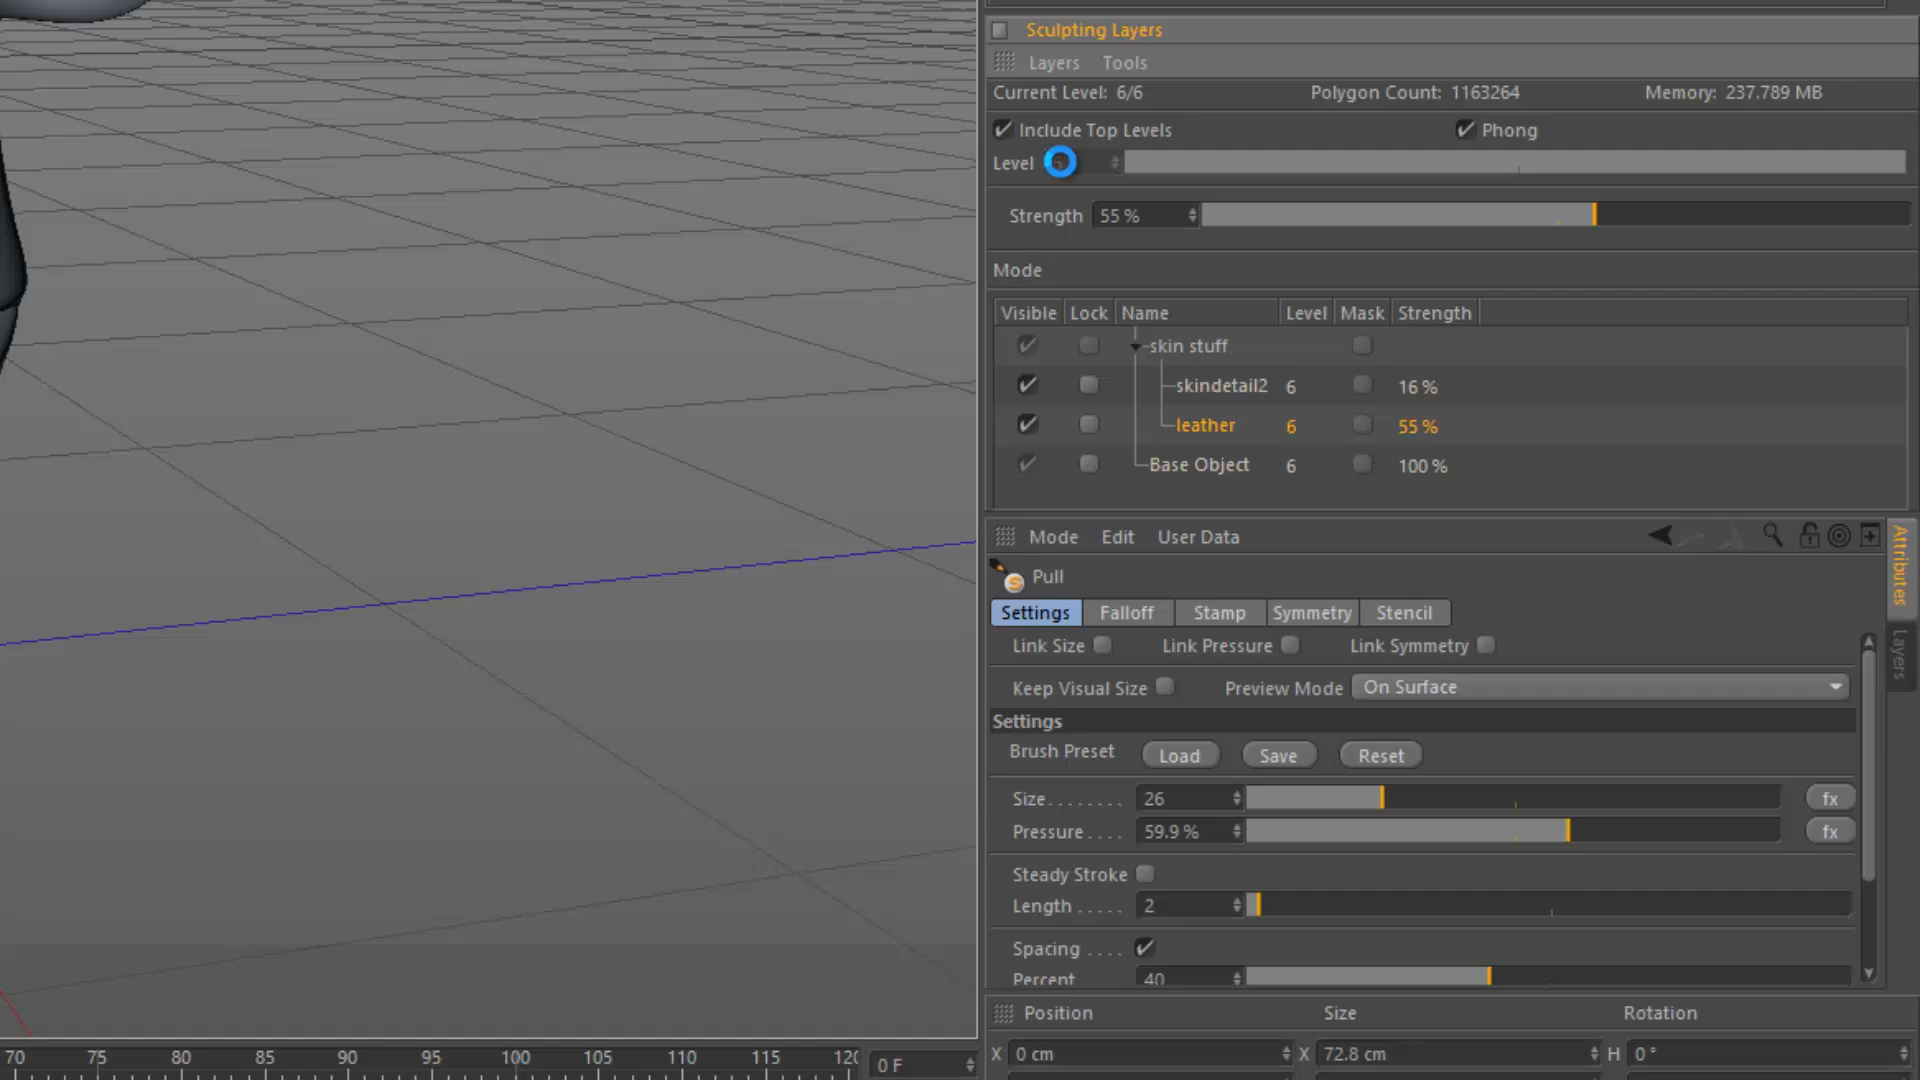 Sculpting Layers
Layers Tools
Current Level: 6/6 Polygon Count: 1163264 Memory: 237.789 MB
Include Top Levels Phong
Level
Strength 55 %
Mode
Visible Lock Name Level Mask Strength
skin stuff
skindetail2 6 16 %
leather 6 55 %
Base Object 6 100 %
Mode Edit User Data
Attributes
Layers
Pull
Settings Falloff Stamp Symmetry Stencil
Link Size Link Pressure Link Symmetry
Keep Visual Size Preview Mode On Surface
Settings
Brush Preset Load Save Reset
Size........ 26 fx
Pressure.... 59.9 % fx
Steady Stroke
Length ..... 2
Spacing ....
Percent 40
Position Size Rotation
X 0 cm X 72.8 cm H 0 °
70 75 80 85 90 95 100 105 110 115 0 F